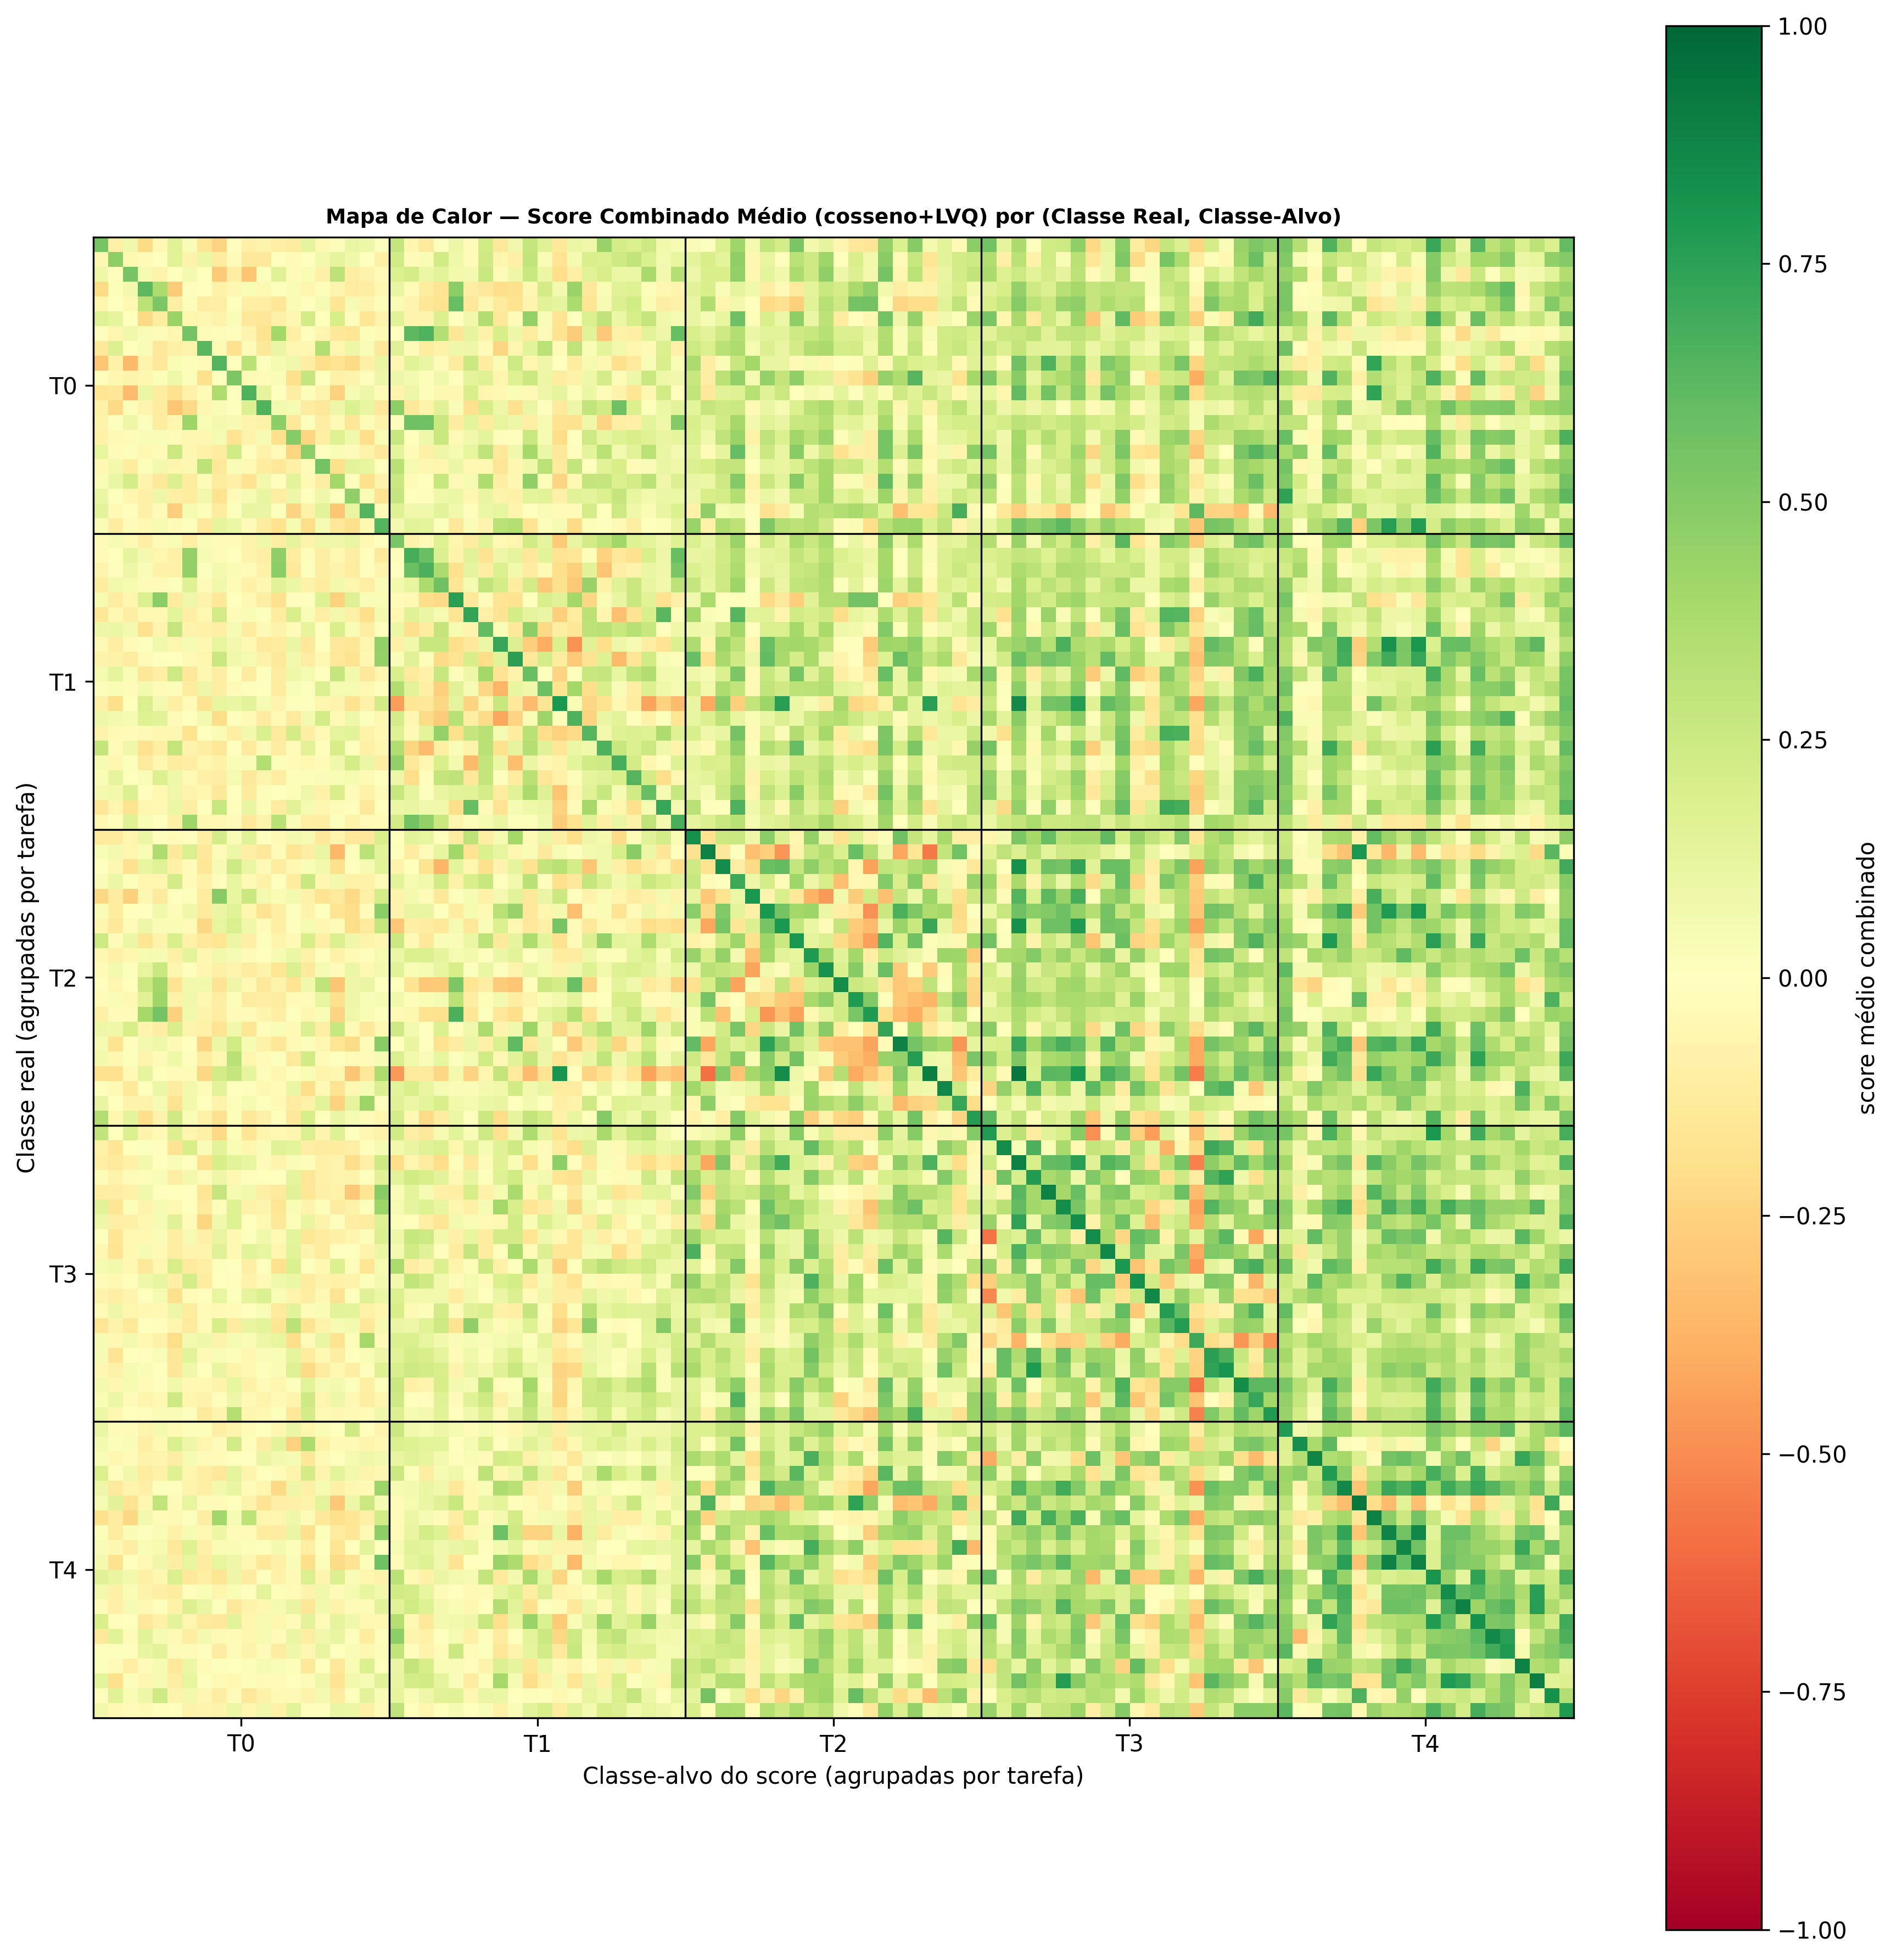 Mapa de Calor — Score Combinado Médio (cosseno+LVQ) por (Classe Real, Classe-Alvo)
Classe real (agrupadas por tarefa)
T0
T1
T2
T3
T4
T0 T1 T2 T3 T4
Classe-alvo do score (agrupadas por tarefa)
1.00
0.75
0.50
0.25
0.00
−0.25
−0.50
−0.75
−1.00
score médio combinado